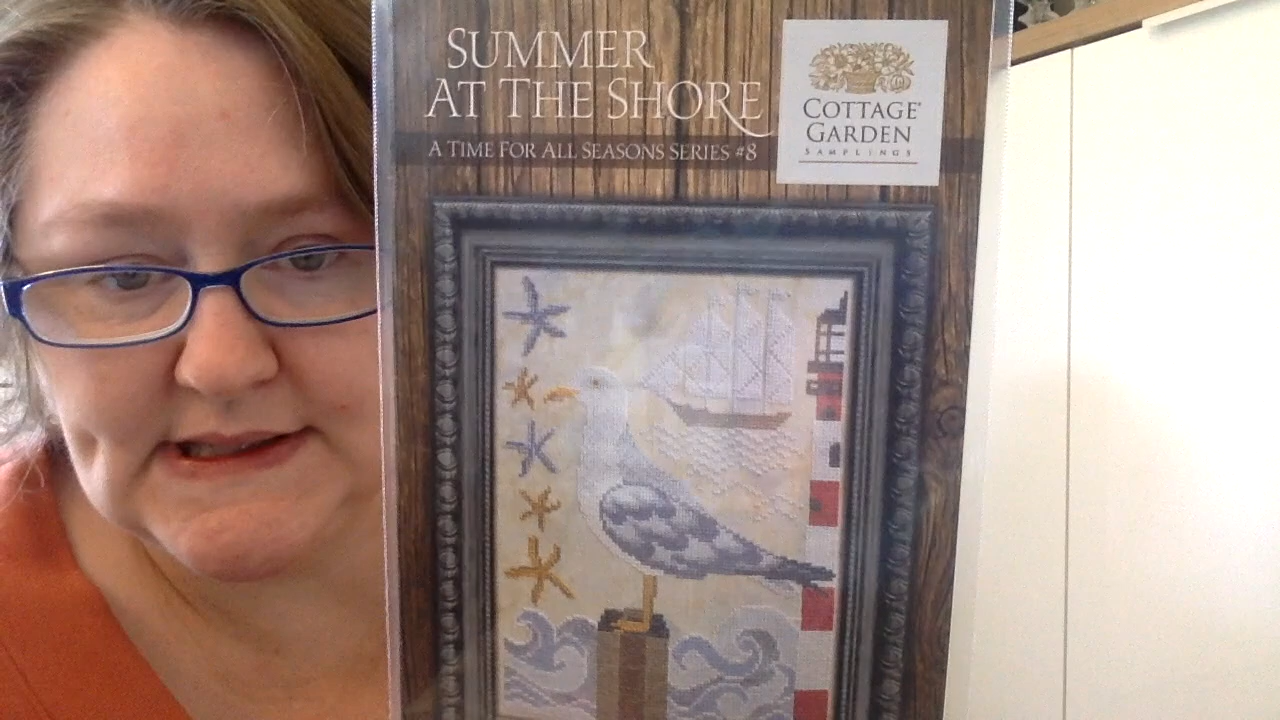 SUMMER
AT THE SHORE
A TIME FOR ALL SEASONS SERIES #8
COTTAGE
GARDEN
SAMPLINGS